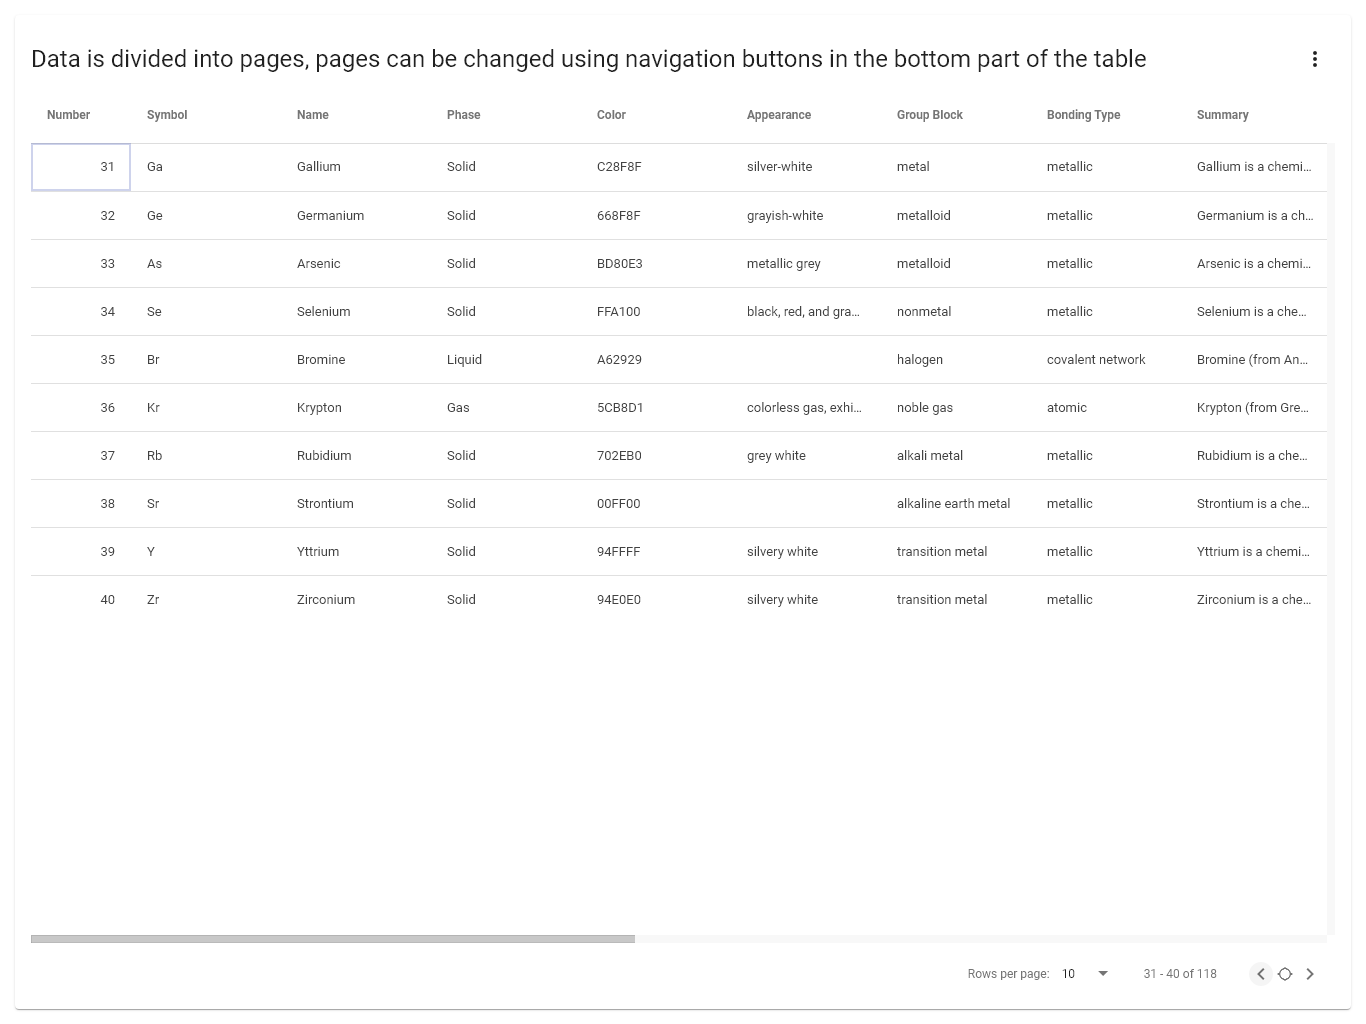 Data is divided into pages, pages can be changed using navigation buttons in the bottom part of the table
Number Symbol Name Phase Color Appearance Group Block Bonding Type Summary
31 Ga Gallium Solid C28F8F silver-white metal metallic Gallium is a chemi...
32 Ge Germanium Solid 668F8F grayish-white metalloid metallic Germanium is a ch...
33 As Arsenic Solid BD80E3 metallic grey metalloid metallic Arsenic is a chemi...
34 Se Selenium Solid FFA100 black, red, and gra... nonmetal metallic Selenium is a che...
35 Br Bromine Liquid A62929 halogen covalent network Bromine (from An...
36 Kr Krypton Gas 5CB8D1 colorless gas, exhi... noble gas atomic Krypton (from Gre...
37 Rb Rubidium Solid 702EB0 grey white alkali metal metallic Rubidium is a che...
38 Sr Strontium Solid 00FF00 alkaline earth metal metallic Strontium is a che...
39 Y Yttrium Solid 94FFFF silvery white transition metal metallic Yttrium is a chemi...
40 Zr Zirconium Solid 94E0E0 silvery white transition metal metallic Zirconium is a che...
Rows per page: 10 31 - 40 of 118